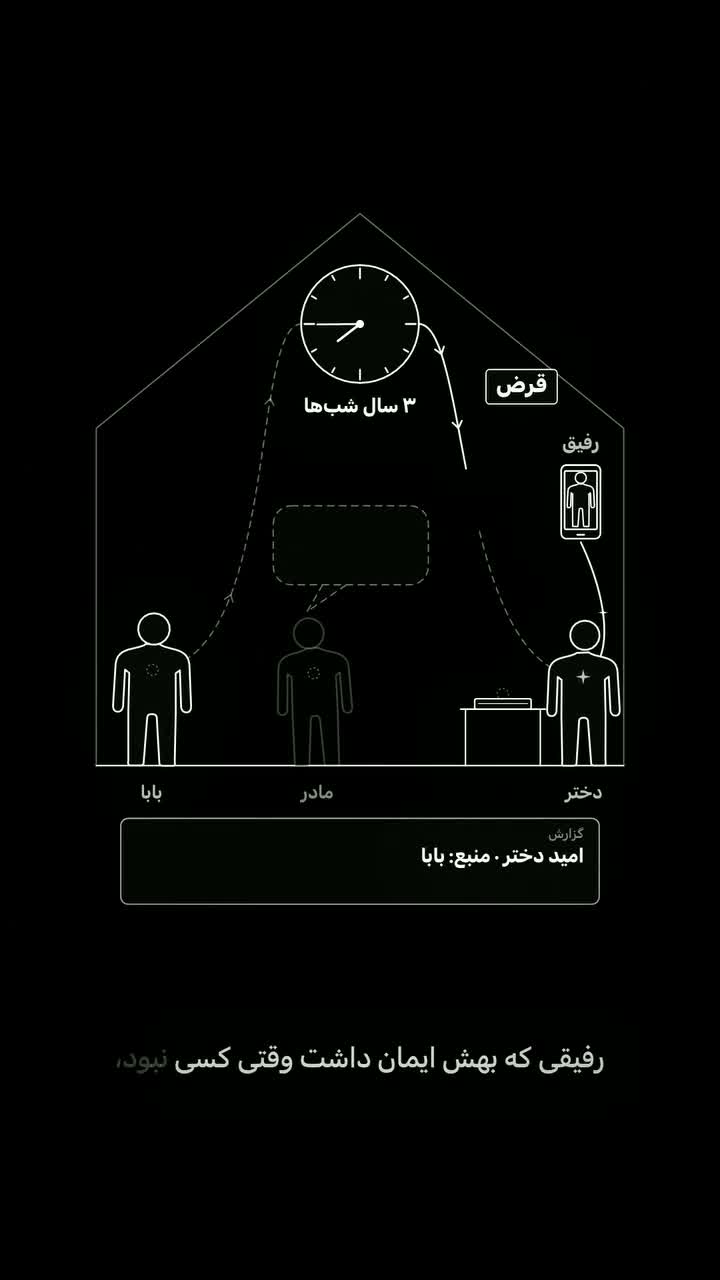 ۳ سال شب‌ها
قرض
رفیق
بابا
مادر
دختر
گزارش
امید دختر · منبع: بابا
رفیقی که بهش ایمان داشت وقتی کسی نبود،